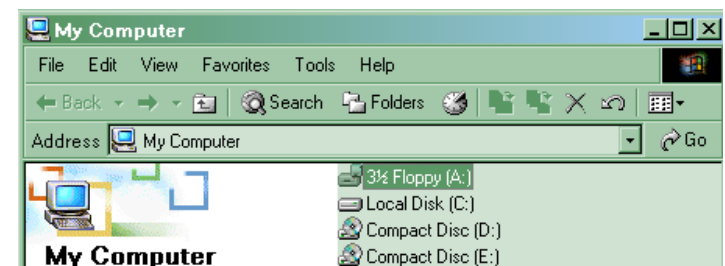 My Computer
File Edit View Favorites Tools Help
Back Search Folders
Address My Computer Go
3½ Floppy (A:)
Local Disk (C:)
Compact Disc (D:)
My Computer Compact Disc (E:)